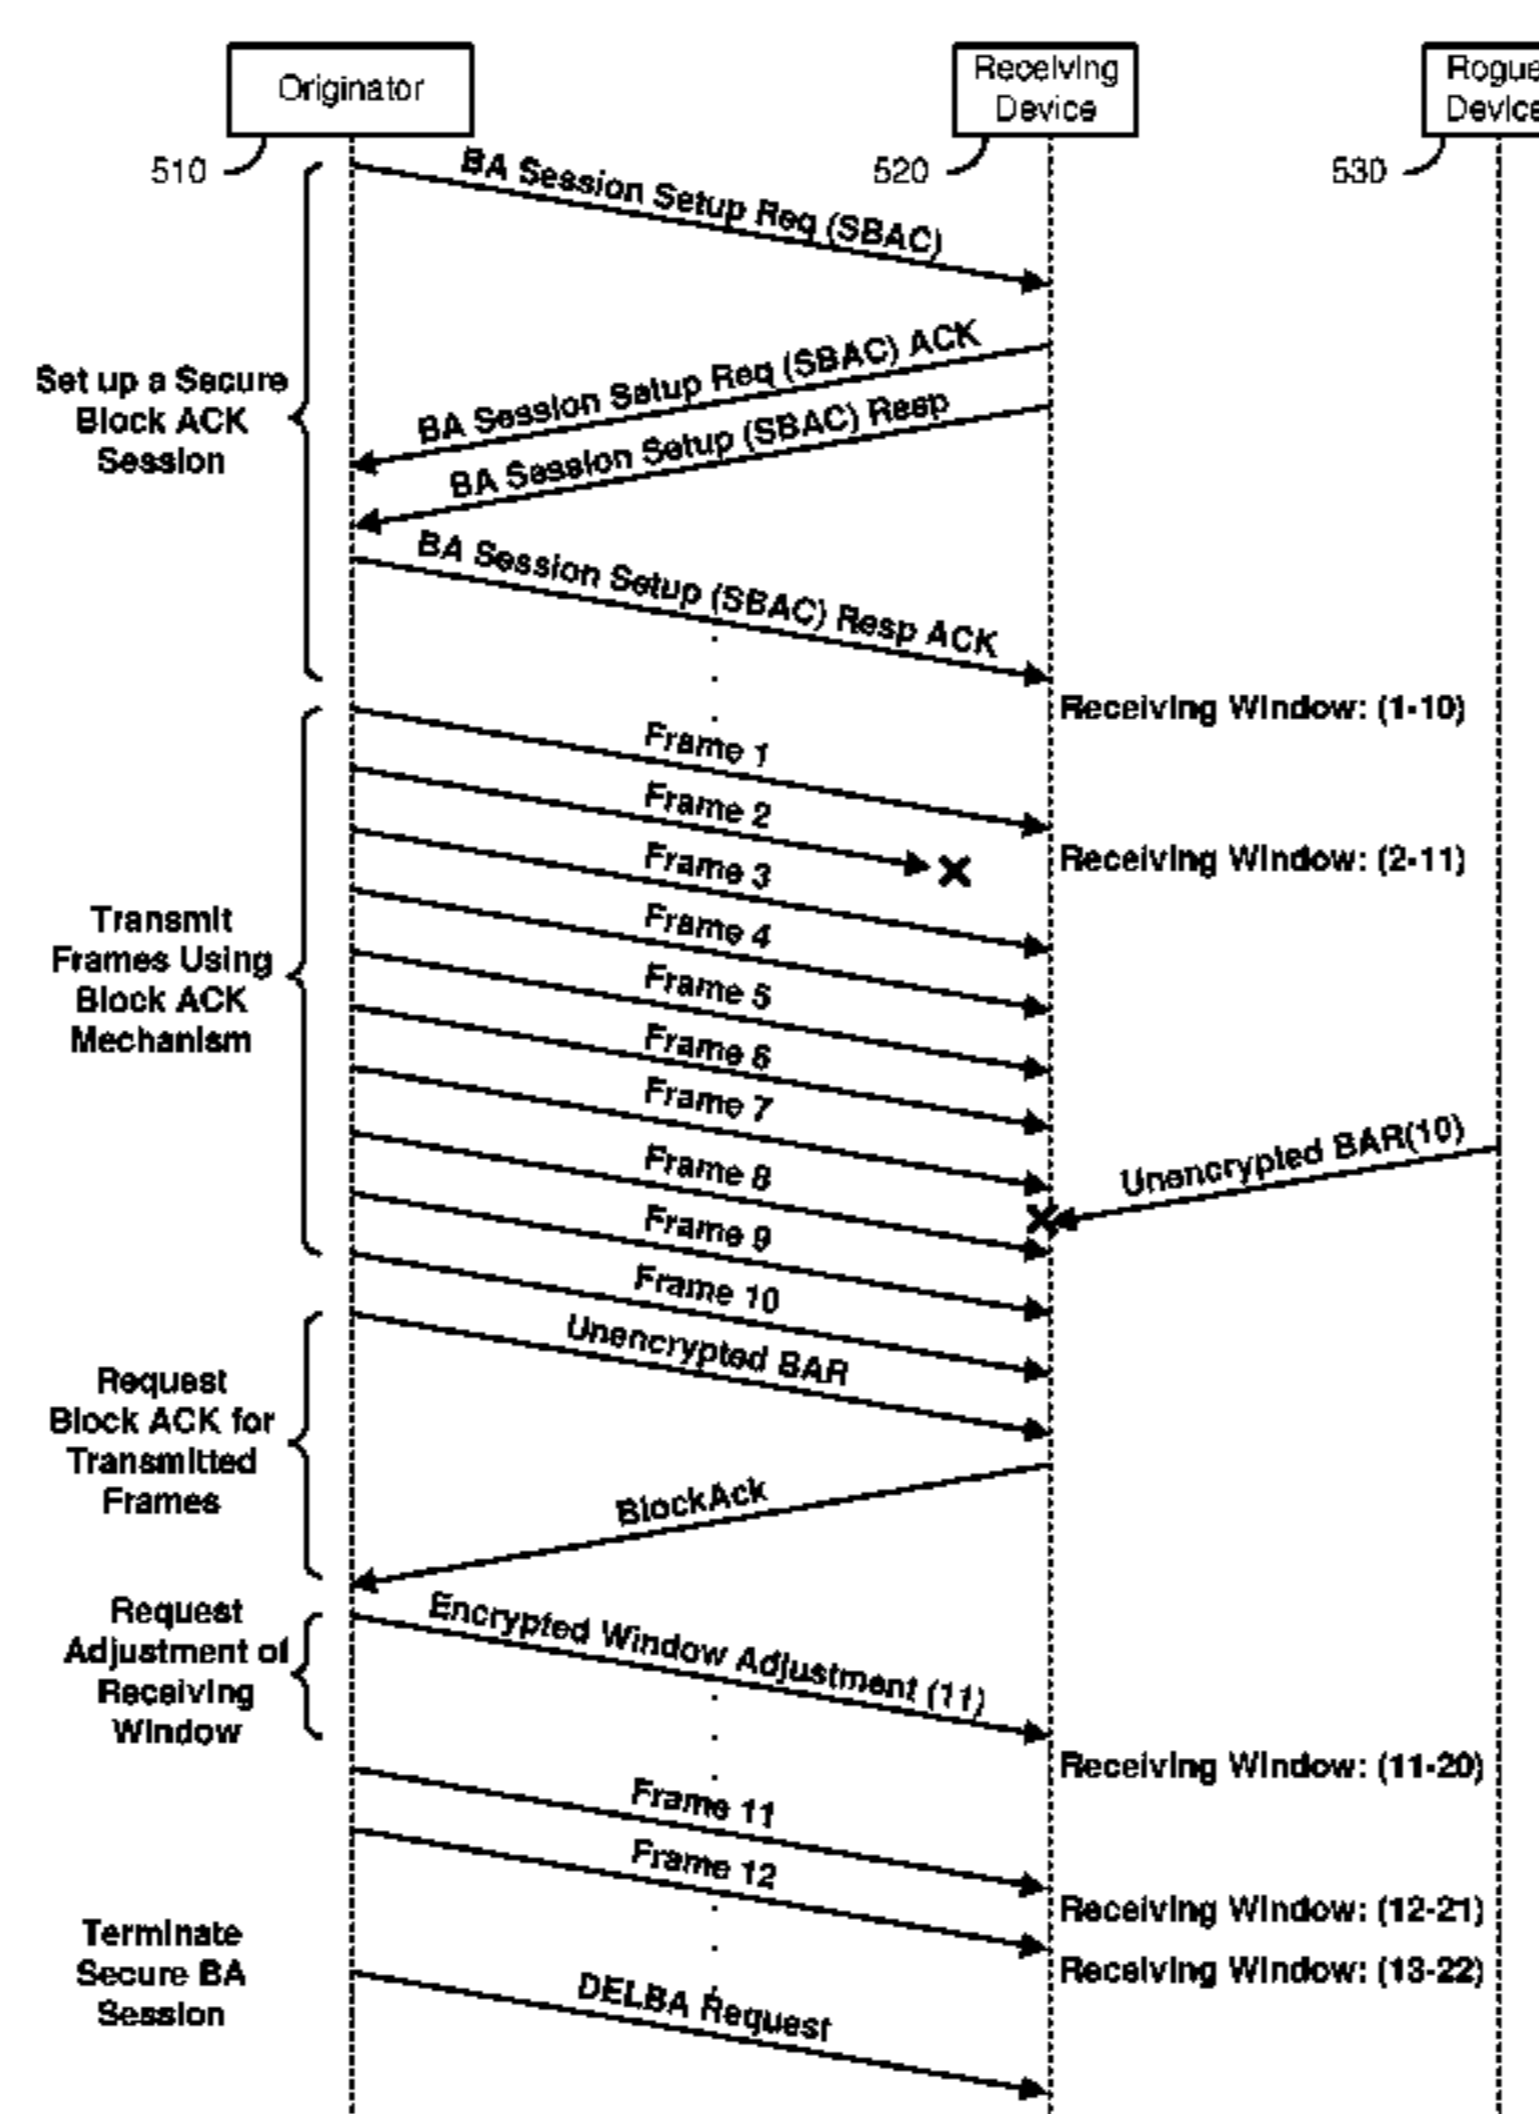 Originator
Receiving
Device
Rogue
Device
510
520
530
BA Session Setup Req (SBAC)
BA Session Setup Req (SBAC) ACK
BA Session Setup (SBAC) Resp
BA Session Setup (SBAC) Resp ACK
Set up a Secure
Block ACK
Session
Receiving Window: (1-10)
Frame 1
Frame 2
Receiving Window: (2-11)
Frame 3
Frame 4
Frame 5
Frame 6
Frame 7
Frame 8
Frame 9
Frame 10
Transmit
Frames Using
Block ACK
Mechanism
Unencrypted BAR(10)
Unencrypted BAR
Request
Block ACK for
Transmitted
Frames
BlockAck
Request
Adjustment of
Receiving
Window
Encrypted Window Adjustment (11)
Receiving Window: (11-20)
Frame 11
Frame 12
Receiving Window: (12-21)
Receiving Window: (13-22)
Terminate
Secure BA
Session
DELBA Request